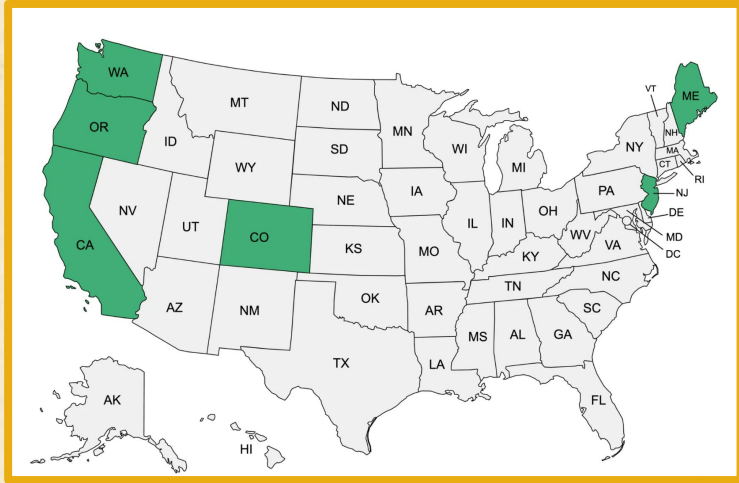 WA
OR
CA
ID
NV
MT
WY
UT
AZ
CO
NM
ND
SD
NE
KS
OK
TX
MN
IA
MO
AR
LA
WI
IL
MI
IN
OH
KY
TN
MS
AL
GA
FL
SC
NC
VA
WV
PA
NY
VT
NH
ME
MA
CT
RI
NJ
DE
MD
DC
AK
HI